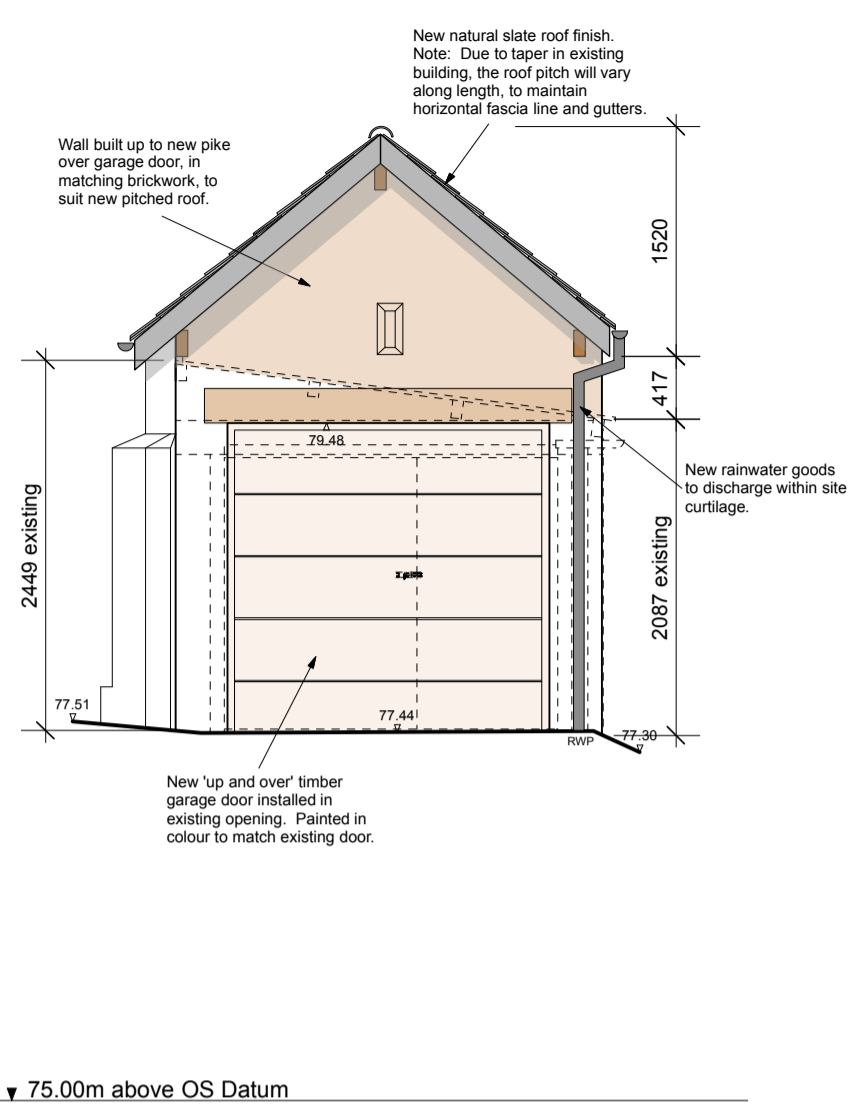 New natural slate roof finish.
Note:  Due to taper in existing
building, the roof pitch will vary
along length, to maintain
horizontal fascia line and gutters.
Wall built up to new pike
over garage door, in
matching brickwork, to
suit new pitched roof.
1520
417
79.48
New rainwater goods
to discharge within site
curtilage.
2449 existing
2087 existing
77.51
77.44
RWP
77.30
New 'up and over' timber
garage door installed in
existing opening.  Painted in
colour to match existing door.
75.00m above OS Datum